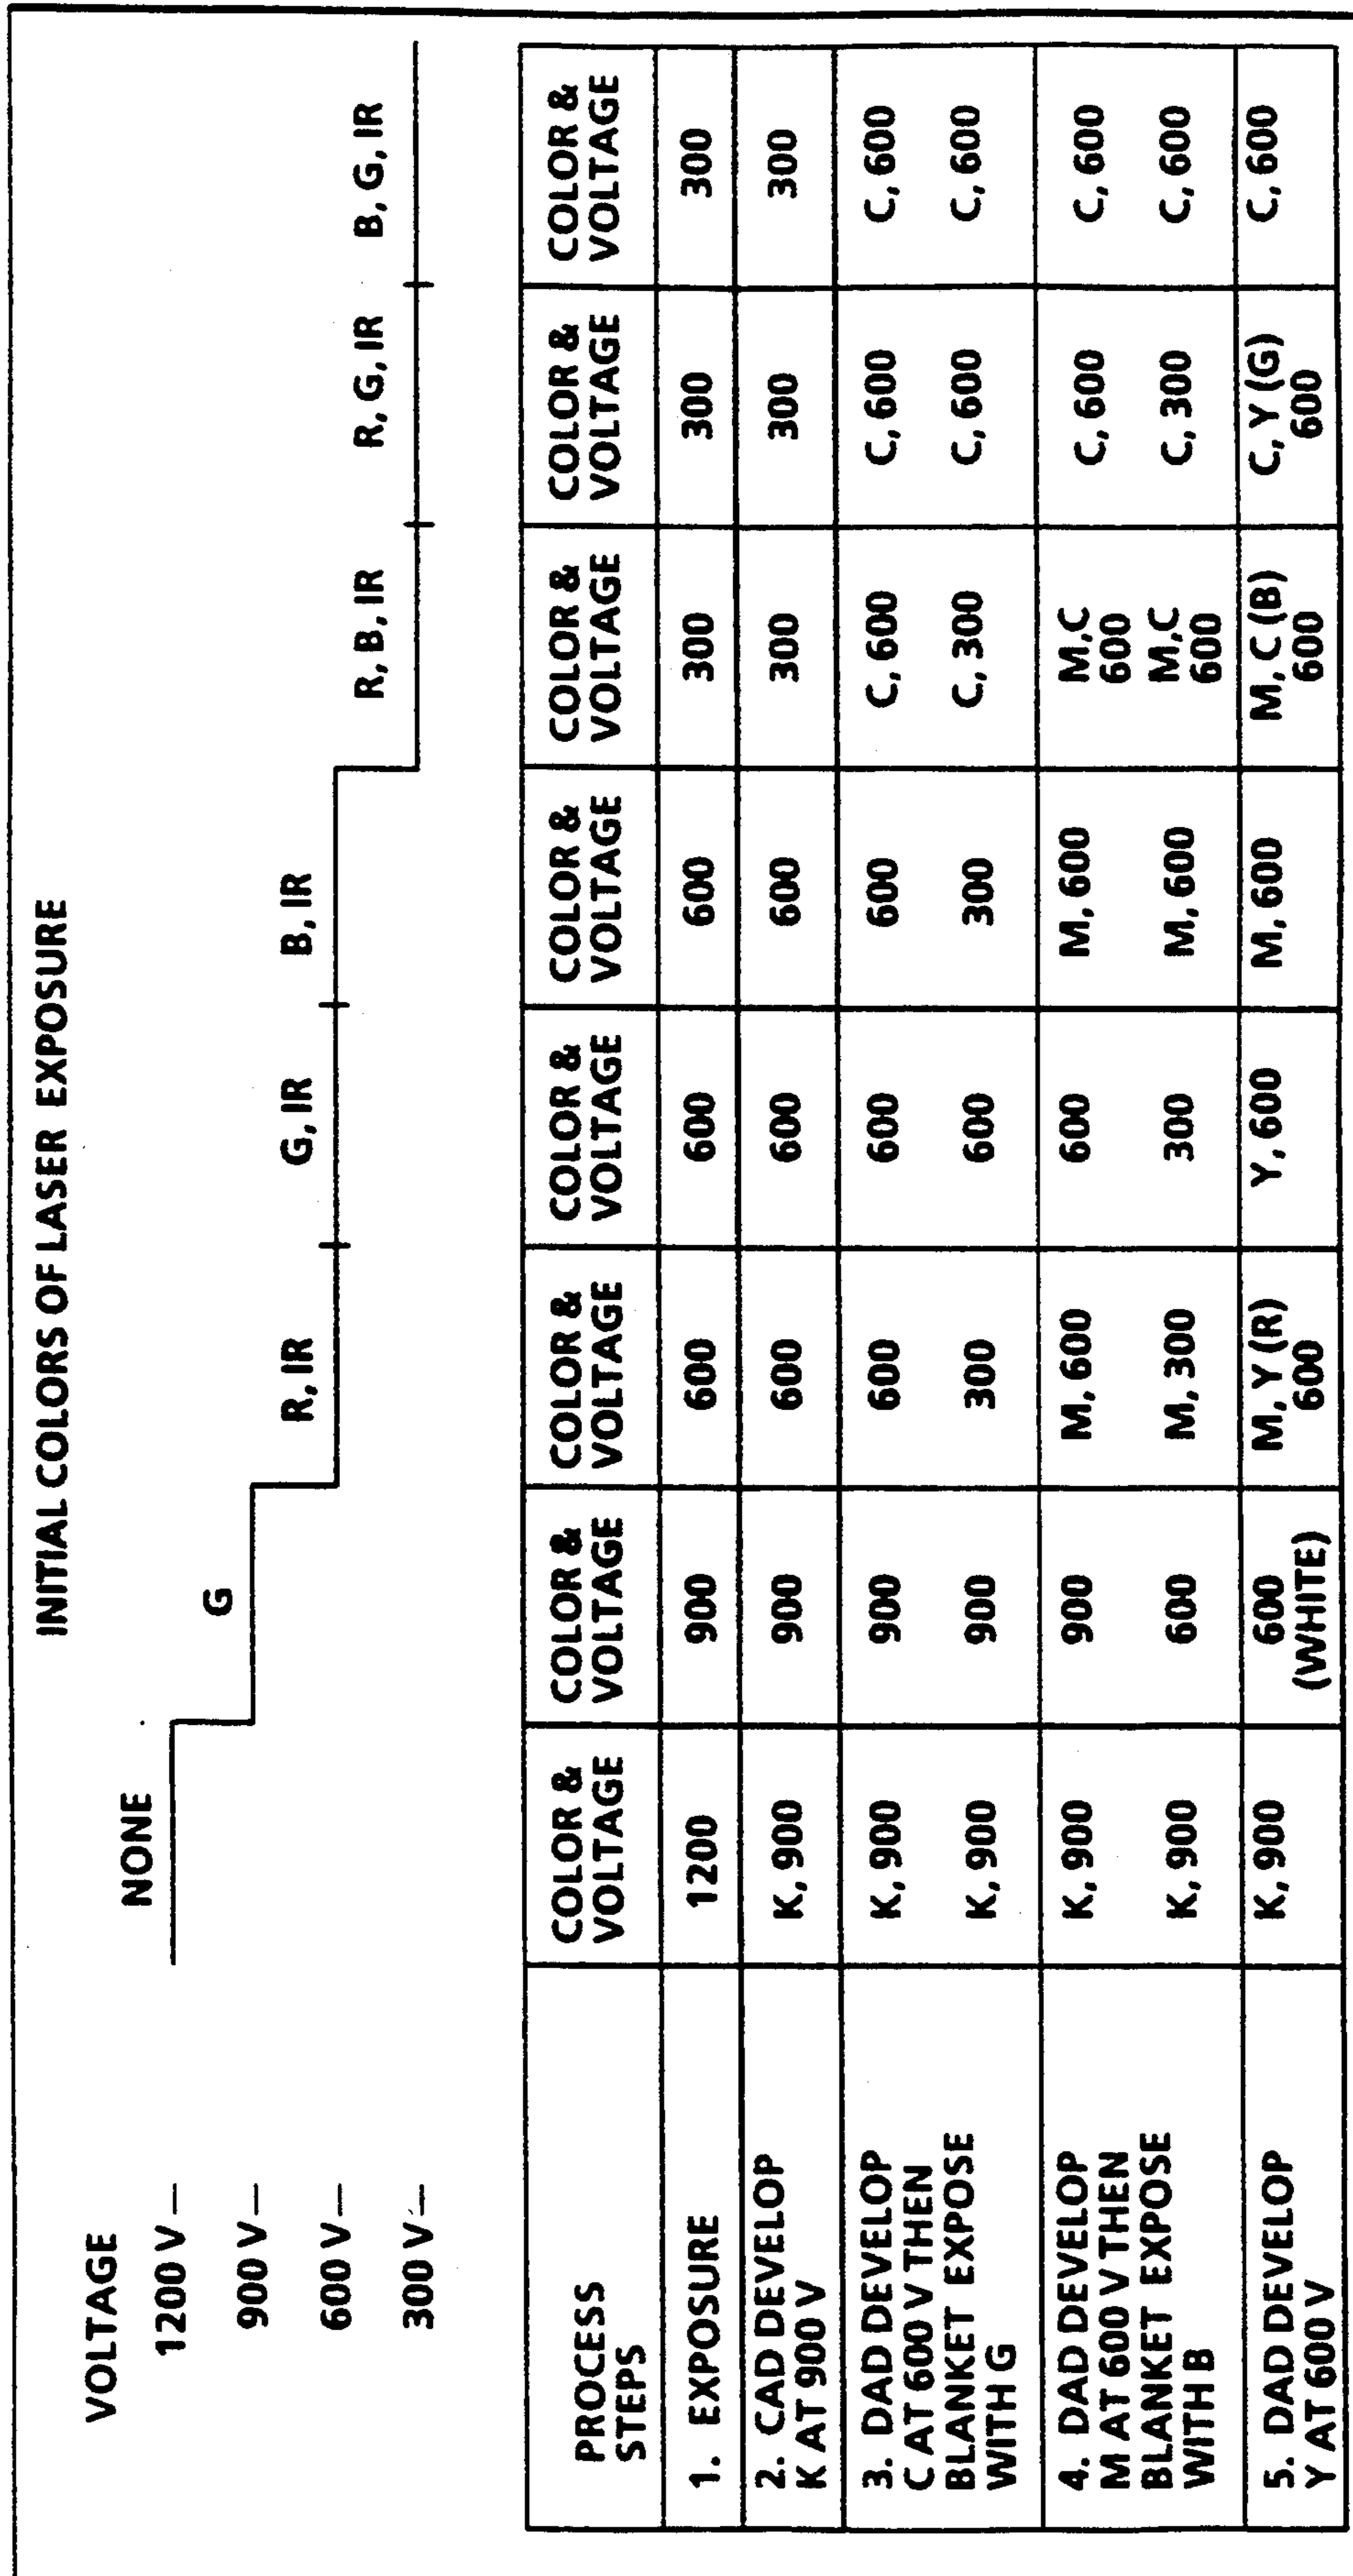 INITIAL COLORS OF LASER EXPOSURE
VOLTAGE
1200 V
900 V
600 V
300 V
NONE
G
R, IR
G, IR
B, IR
R, B, IR
R, G, IR
B, G, IR
PROCESS
STEPS
COLOR &
VOLTAGE
COLOR &
VOLTAGE
COLOR &
VOLTAGE
COLOR &
VOLTAGE
COLOR &
VOLTAGE
COLOR &
VOLTAGE
COLOR &
VOLTAGE
COLOR &
VOLTAGE
1. EXPOSURE
1200
900
600
600
600
300
300
300
2. CAD DEVELOP
K AT 900 V
K, 900
900
600
600
600
300
300
300
3. DAD DEVELOP
C AT 600 V THEN
BLANKET EXPOSE
WITH G
K, 900
K, 900
900
900
600
300
600
600
600
300
C, 600
C, 300
C, 600
C, 600
C, 600
C, 600
4. DAD DEVELOP
M AT 600 V THEN
BLANKET EXPOSE
WITH B
K, 900
K, 900
900
600
M, 600
M, 300
600
300
M, 600
M, 600
M,C
600
M,C
600
C, 600
C, 300
C, 600
C, 600
5. DAD DEVELOP
Y AT 600 V
K, 900
600
(WHITE)
M, Y (R)
600
Y, 600
M, 600
M, C (B)
600
C, Y (G)
600
C, 600